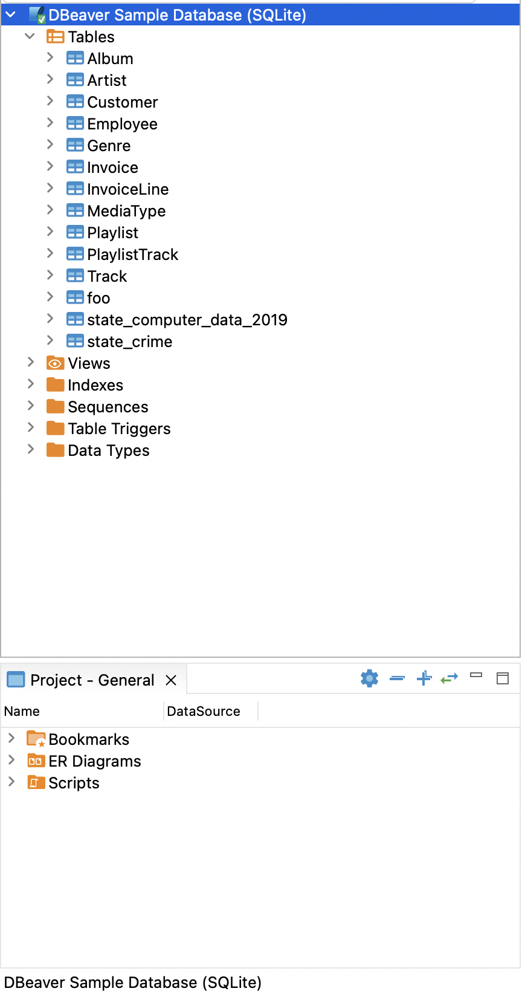 DBeaver Sample Database (SQLite)
Tables
Album
Artist
Customer
Employee
Genre
Invoice
InvoiceLine
MediaType
Playlist
PlaylistTrack
Track
foo
state_computer_data_2019
state_crime
Views
Indexes
Sequences
Table Triggers
Data Types
Project - General
Name DataSource
Bookmarks
ER Diagrams
Scripts
DBeaver Sample Database (SQLite)